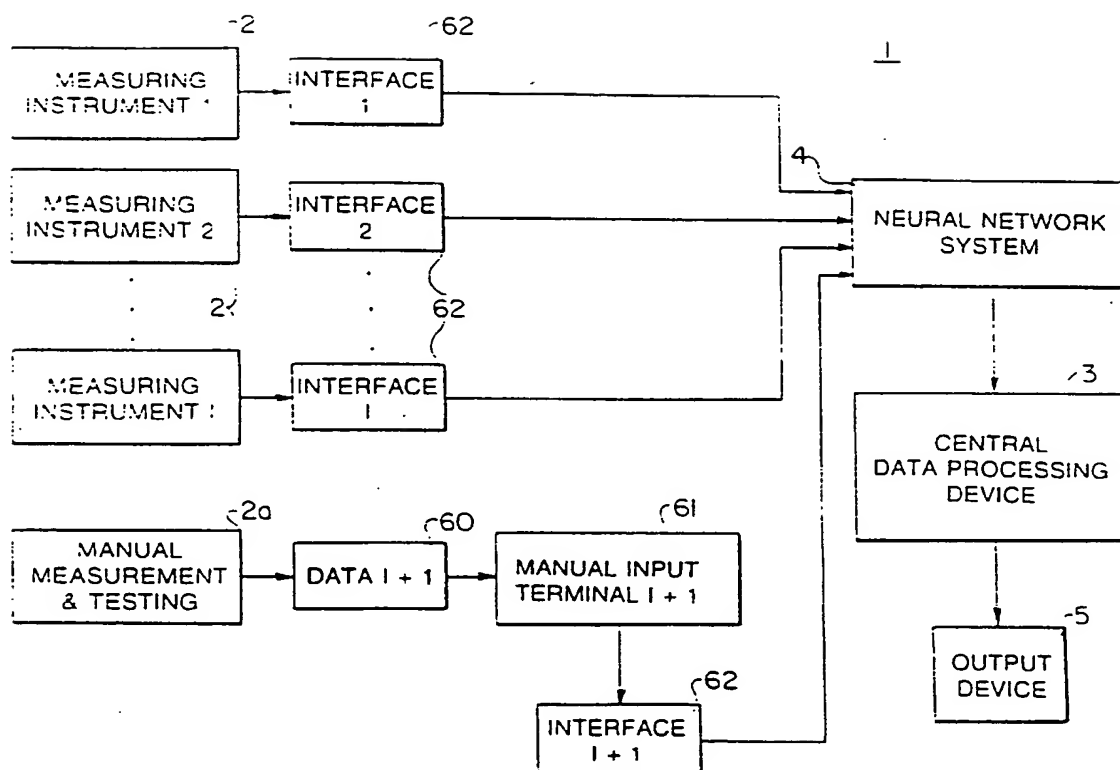 2
62
1
MEASURING
INSTRUMENT 1
INTERFACE
1
4
MEASURING
INSTRUMENT 2
INTERFACE
2
NEURAL NETWORK
SYSTEM
2
62
MEASURING
INSTRUMENT I
INTERFACE
I
3
CENTRAL
DATA PROCESSING
DEVICE
2a
60
61
MANUAL
MEASUREMENT
& TESTING
DATA I + 1
MANUAL INPUT
TERMINAL I + 1
5
OUTPUT
DEVICE
62
INTERFACE
I + 1